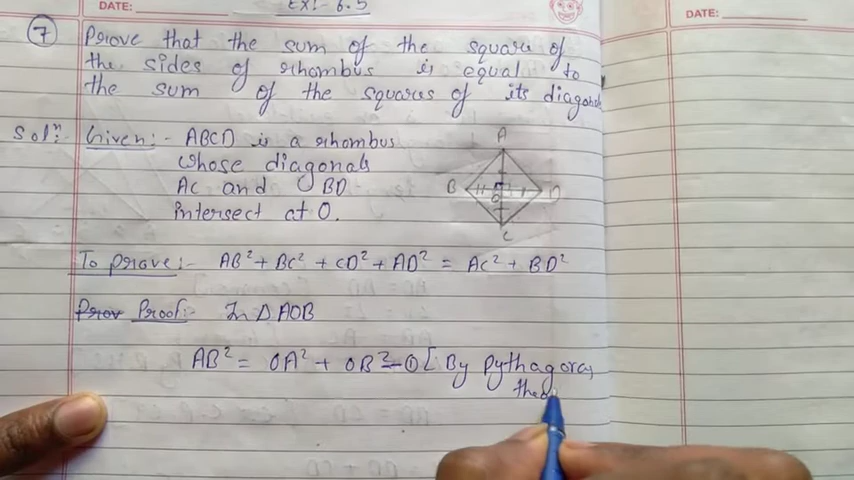 DATE:
EXT-6.5
DATE:
7 Prove that the sum of the square of
the sides of rhombus is equal to
the sum of the squares of its diagonals
Solⁿ:- Given:- ABCD is a rhombus
whose diagonals
AC and BD
intersect at O.
A
B
D
O
C
To prove:- AB² + BC² + CD² + AD² = AC² + BD²
Prov Proof:- In △AOB
AB² = OA² + OB² —① [By Pythagoras
theo